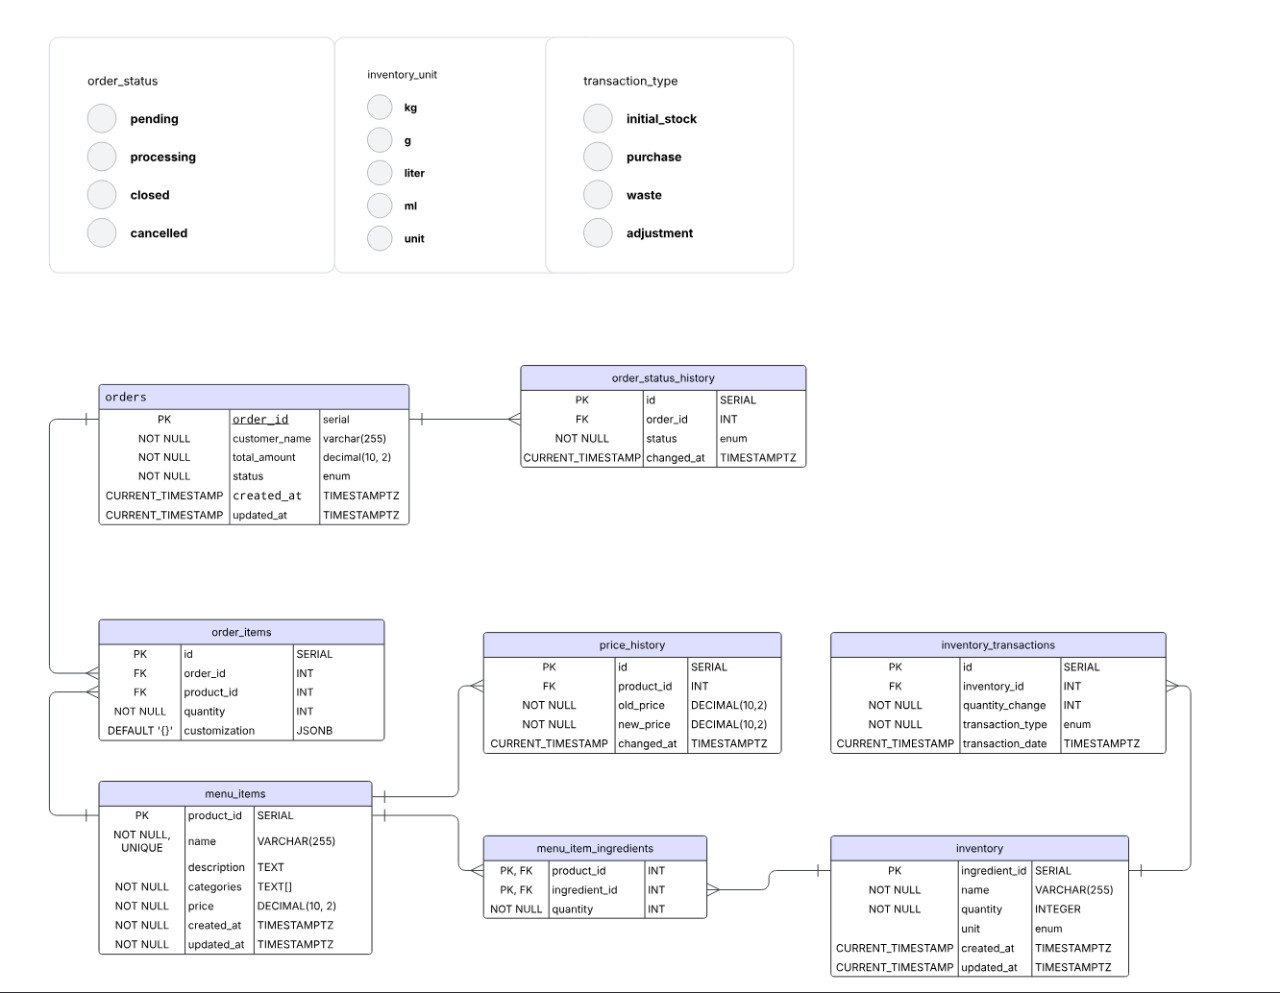 order_status
pending
processing
closed
cancelled
inventory_unit
kg
g
liter
ml
unit
transaction_type
initial_stock
purchase
waste
adjustment
orders
PK order_id serial
NOT NULL customer_name varchar(255)
NOT NULL total_amount decimal(10, 2)
NOT NULL status enum
CURRENT_TIMESTAMP created_at TIMESTAMPTZ
CURRENT_TIMESTAMP updated_at TIMESTAMPTZ
order_status_history
PK id SERIAL
FK order_id INT
NOT NULL status enum
CURRENT_TIMESTAMP changed_at TIMESTAMPTZ
order_items
PK id SERIAL
FK order_id INT
FK product_id INT
NOT NULL quantity INT
DEFAULT '{}' customization JSONB
price_history
PK id SERIAL
FK product_id INT
NOT NULL old_price DECIMAL(10,2)
NOT NULL new_price DECIMAL(10,2)
CURRENT_TIMESTAMP changed_at TIMESTAMPTZ
inventory_transactions
PK id SERIAL
FK inventory_id INT
NOT NULL quantity_change INT
NOT NULL transaction_type enum
CURRENT_TIMESTAMP transaction_date TIMESTAMPTZ
menu_items
PK product_id SERIAL
NOT NULL,
UNIQUE name VARCHAR(255)
description TEXT
NOT NULL categories TEXT[]
NOT NULL price DECIMAL(10, 2)
NOT NULL created_at TIMESTAMPTZ
NOT NULL updated_at TIMESTAMPTZ
menu_item_ingredients
PK, FK product_id INT
PK, FK ingredient_id INT
NOT NULL quantity INT
inventory
PK ingredient_id SERIAL
NOT NULL name VARCHAR(255)
NOT NULL quantity INTEGER
unit enum
CURRENT_TIMESTAMP created_at TIMESTAMPTZ
CURRENT_TIMESTAMP updated_at TIMESTAMPTZ